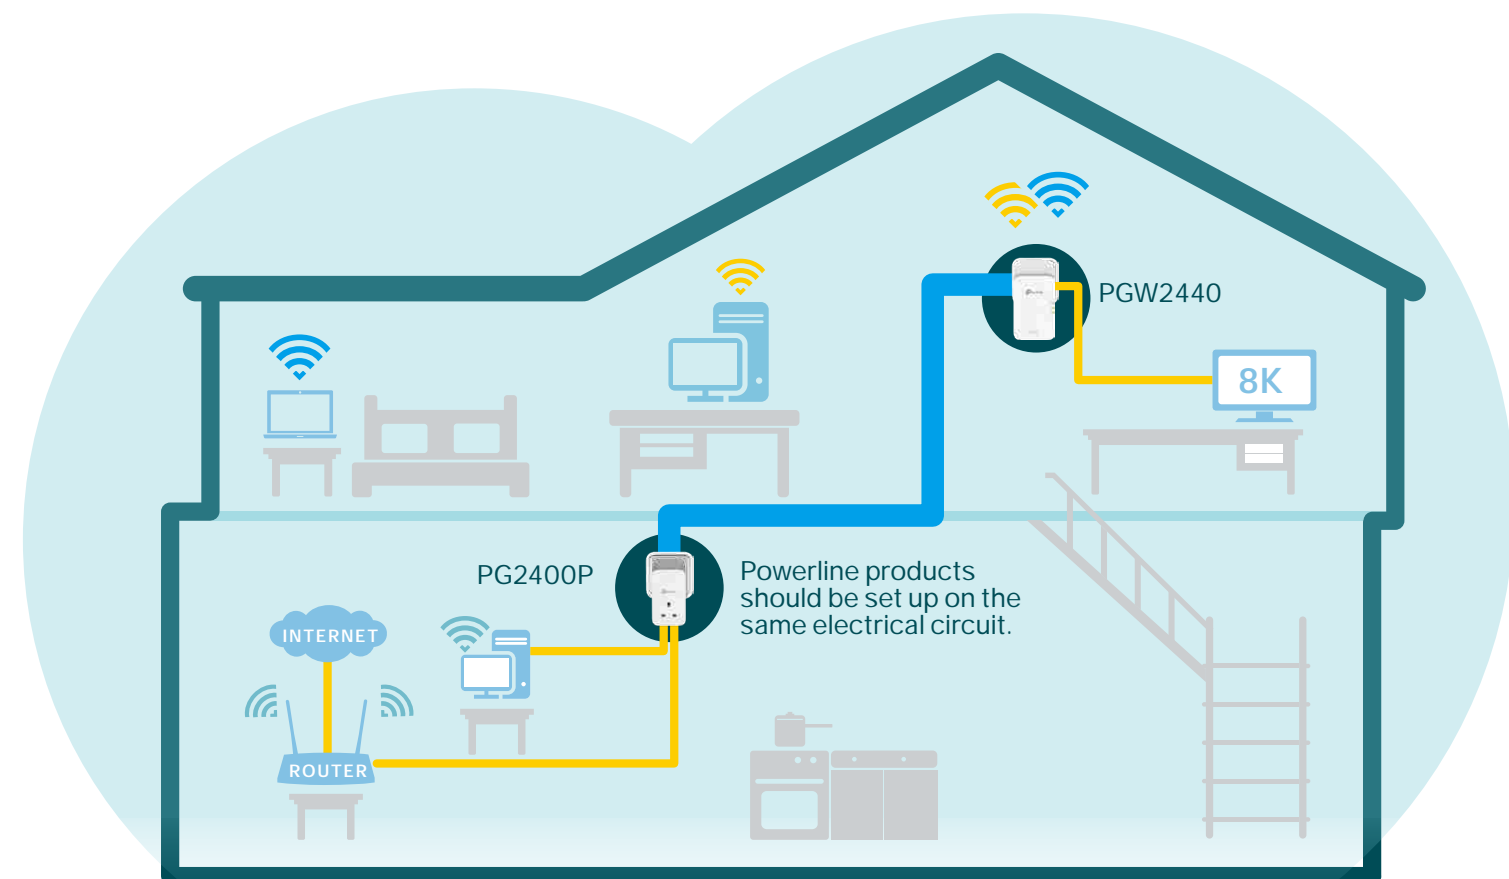 PGW2440
8K
PG2400P
Powerline products
should be set up on the
same electrical circuit.
INTERNET
ROUTER